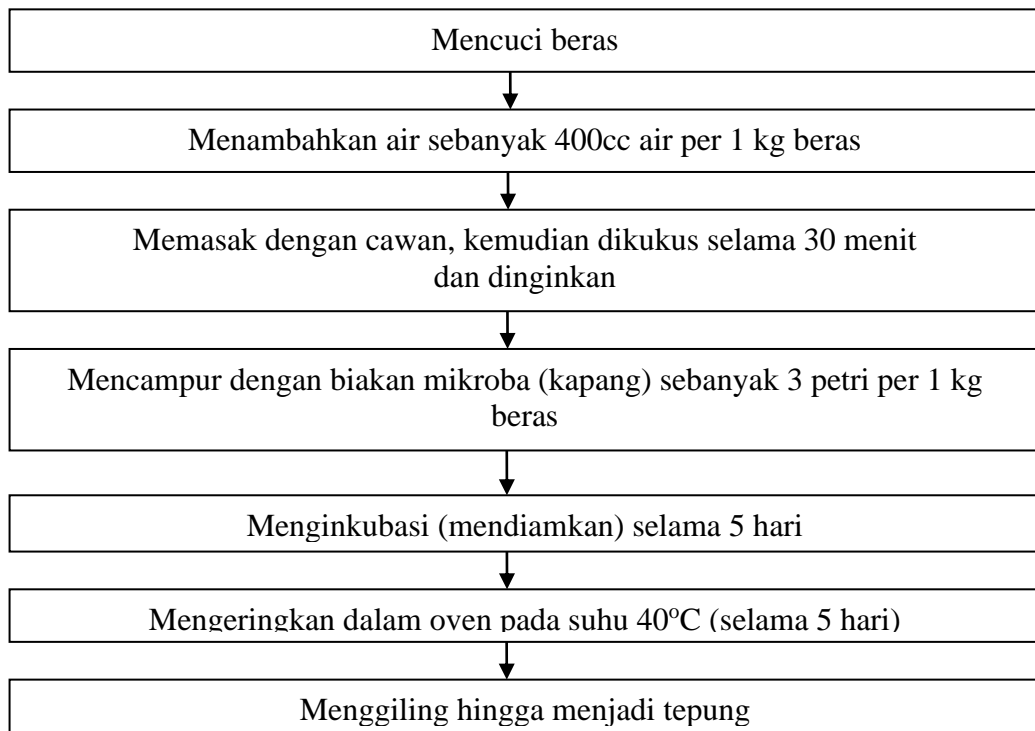 Mencuci beras
Menambahkan air sebanyak 400cc air per 1 kg beras
Memasak dengan cawan, kemudian dikukus selama 30 menit
dan dinginkan
Mencampur dengan biakan mikroba (kapang) sebanyak 3 petri per 1 kg
beras
Menginkubasi (mendiamkan) selama 5 hari
Mengeringkan dalam oven pada suhu 40°C (selama 5 hari)
Menggiling hingga menjadi tepung